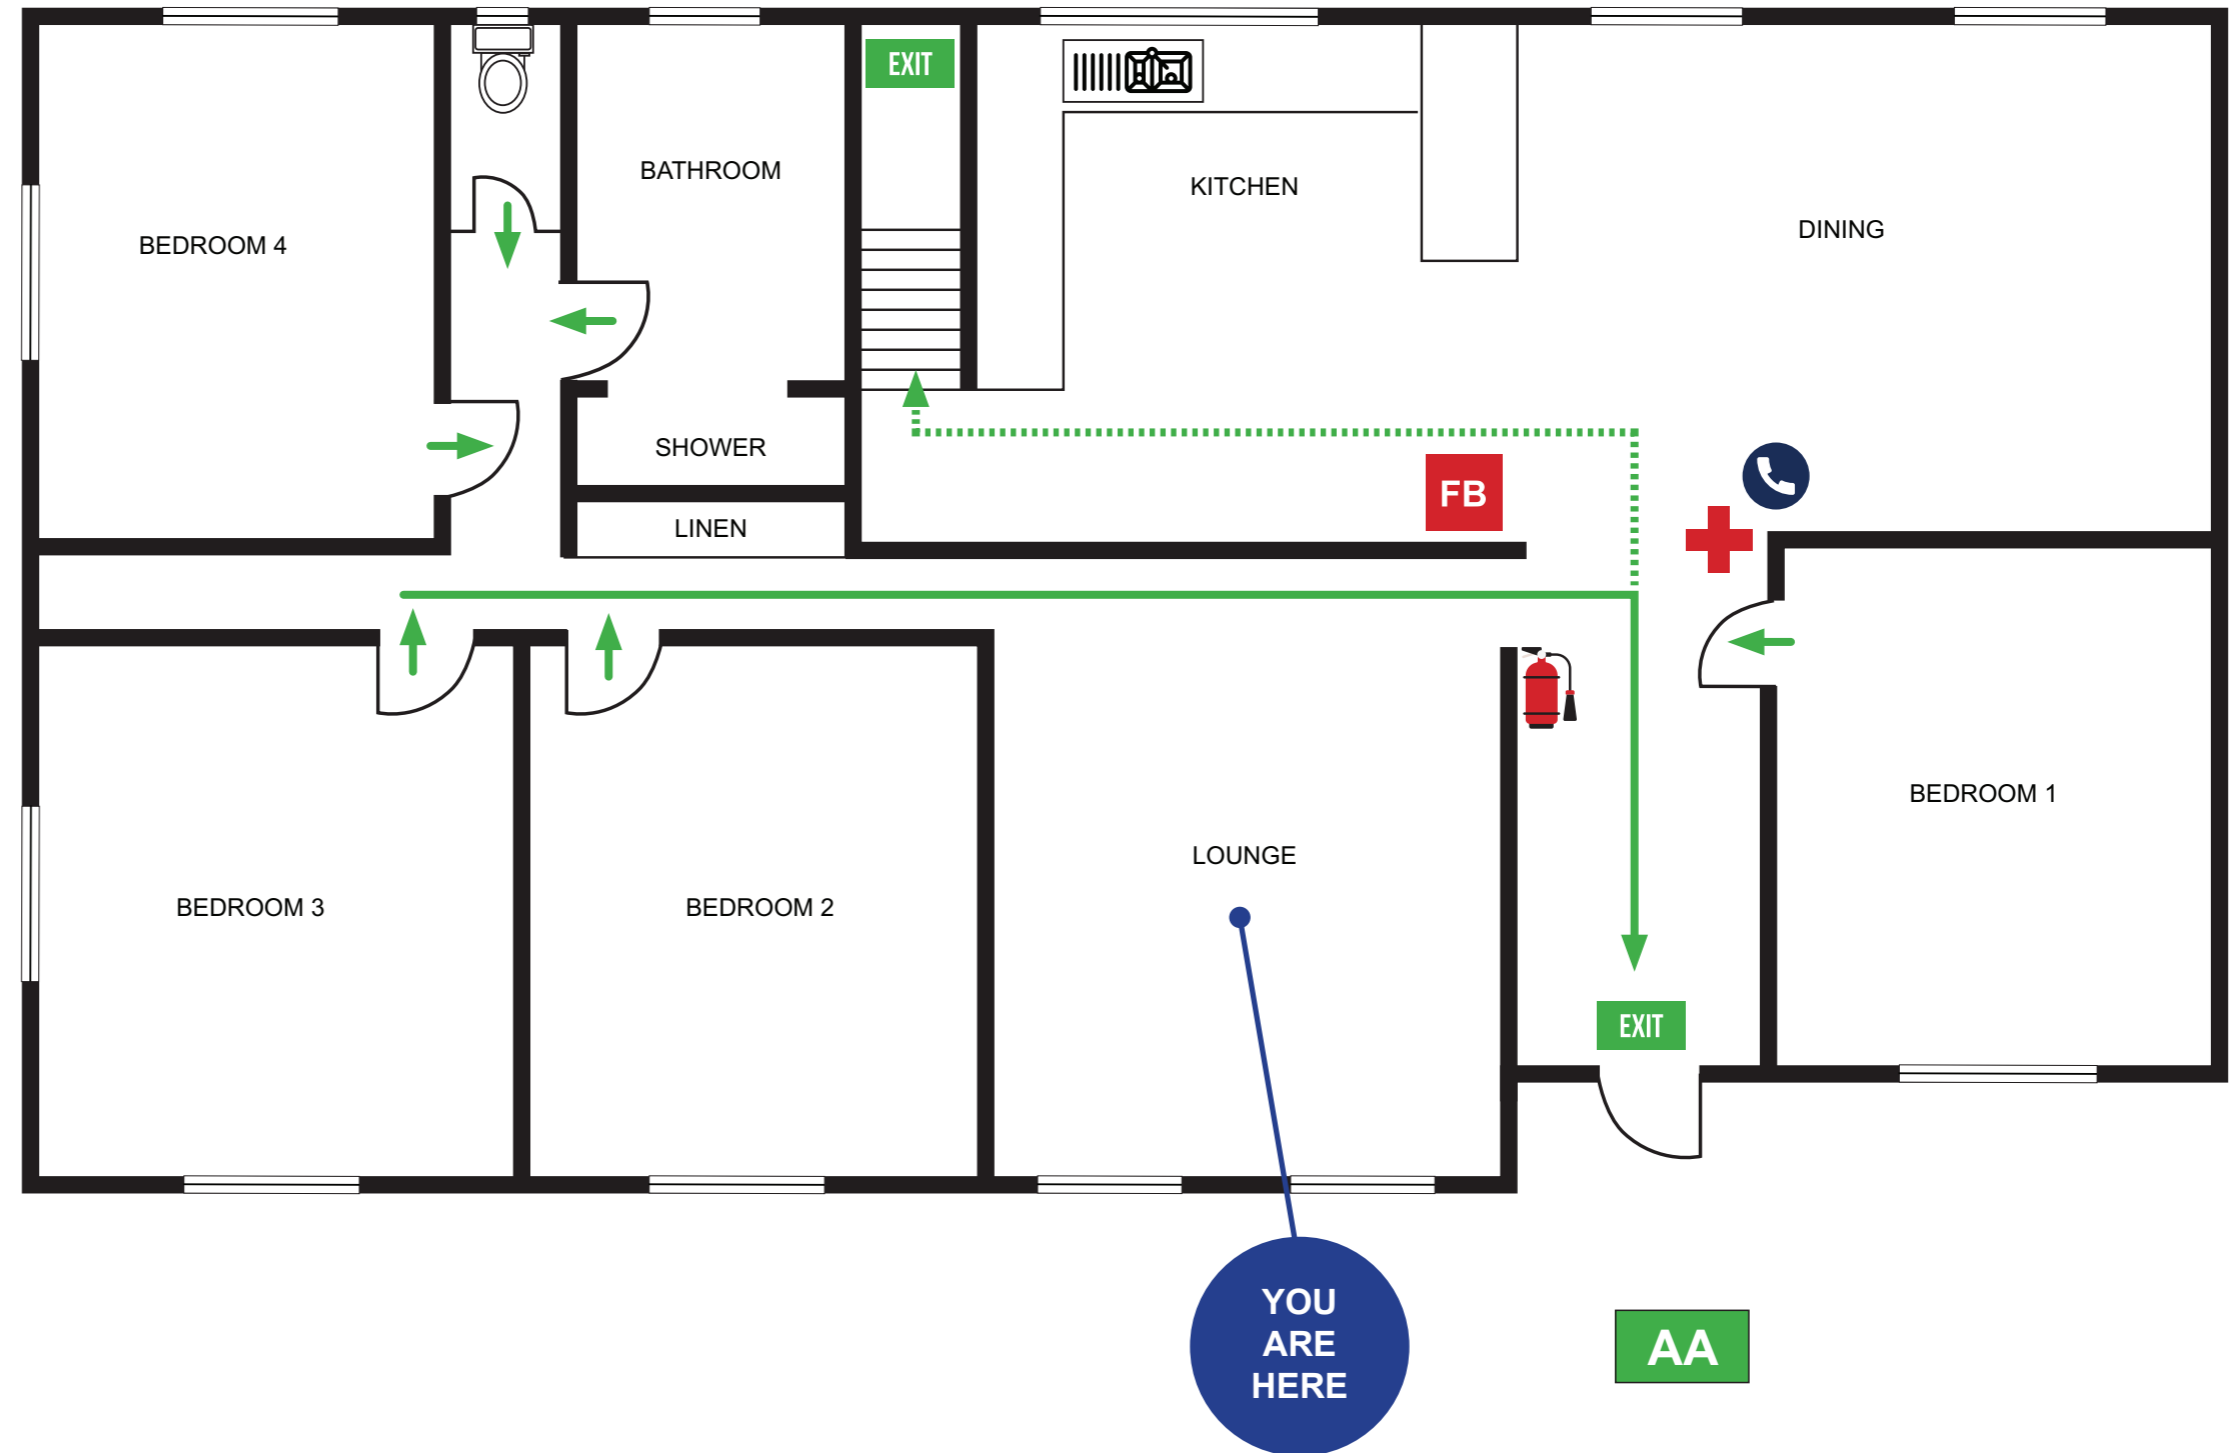 EXIT
BATHROOM
KITCHEN
DINING
BEDROOM 4
SHOWER
FB
LINEN
BEDROOM 1
LOUNGE
BEDROOM 3
BEDROOM 2
EXIT
YOU
ARE
HERE
AA